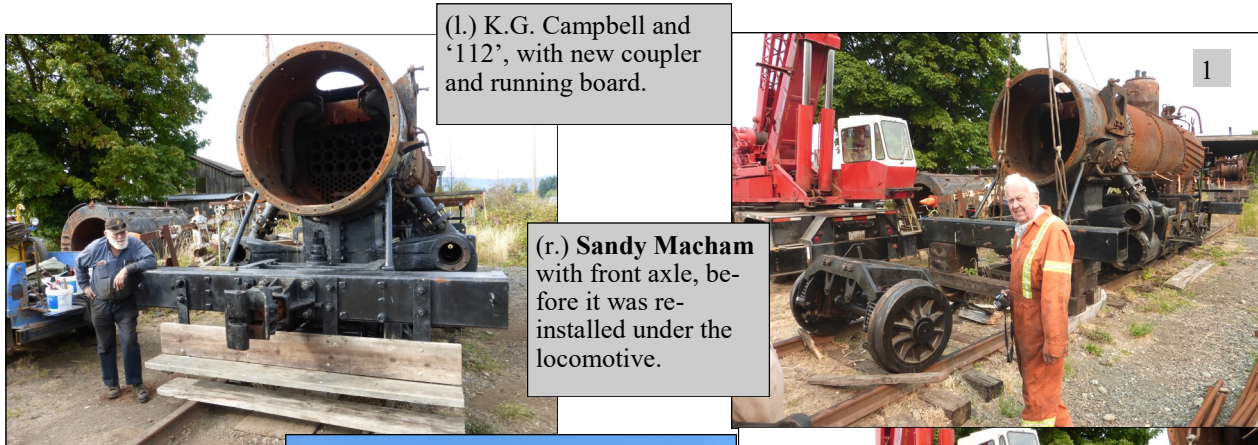 (l.) K.G. Campbell and
‘112’, with new coupler
and running board.
1
(r.) Sandy Macham
with front axle, be-
fore it was re-
installed under the
locomotive.